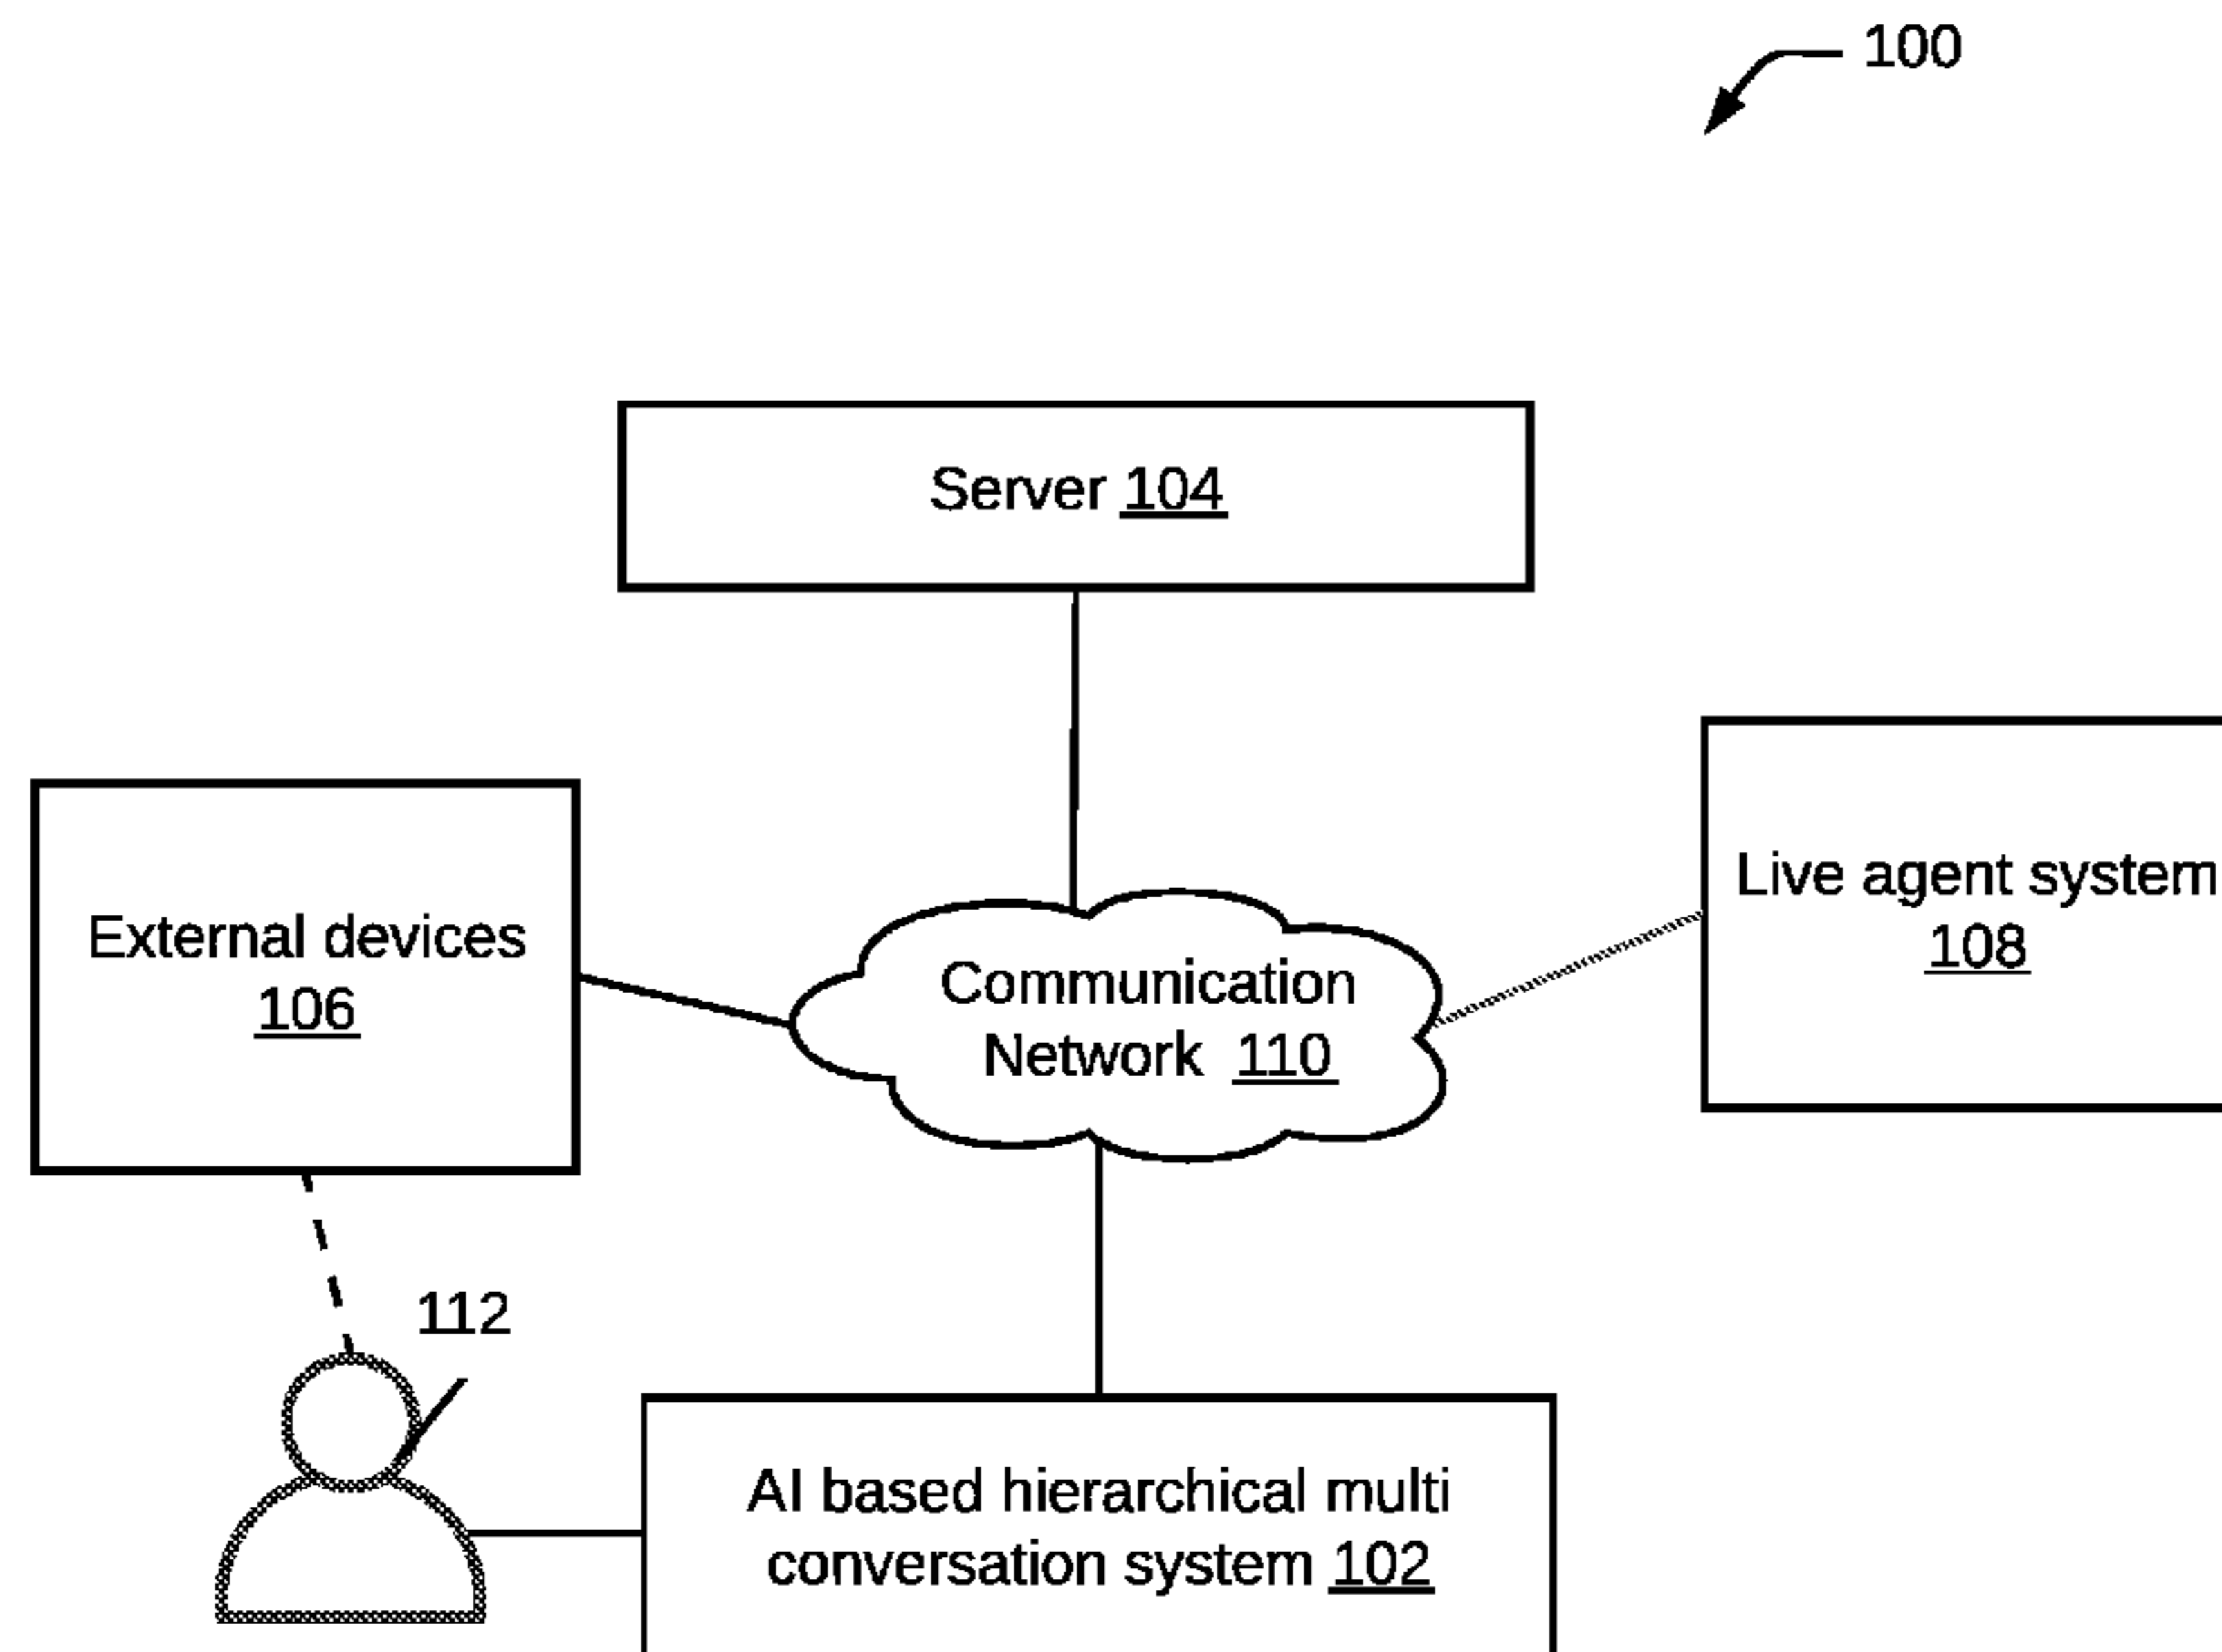 100
Server 104
Live agent system
108
External devices
106
Communication
Network 110
112
AI based hierarchical multi
conversation system 102